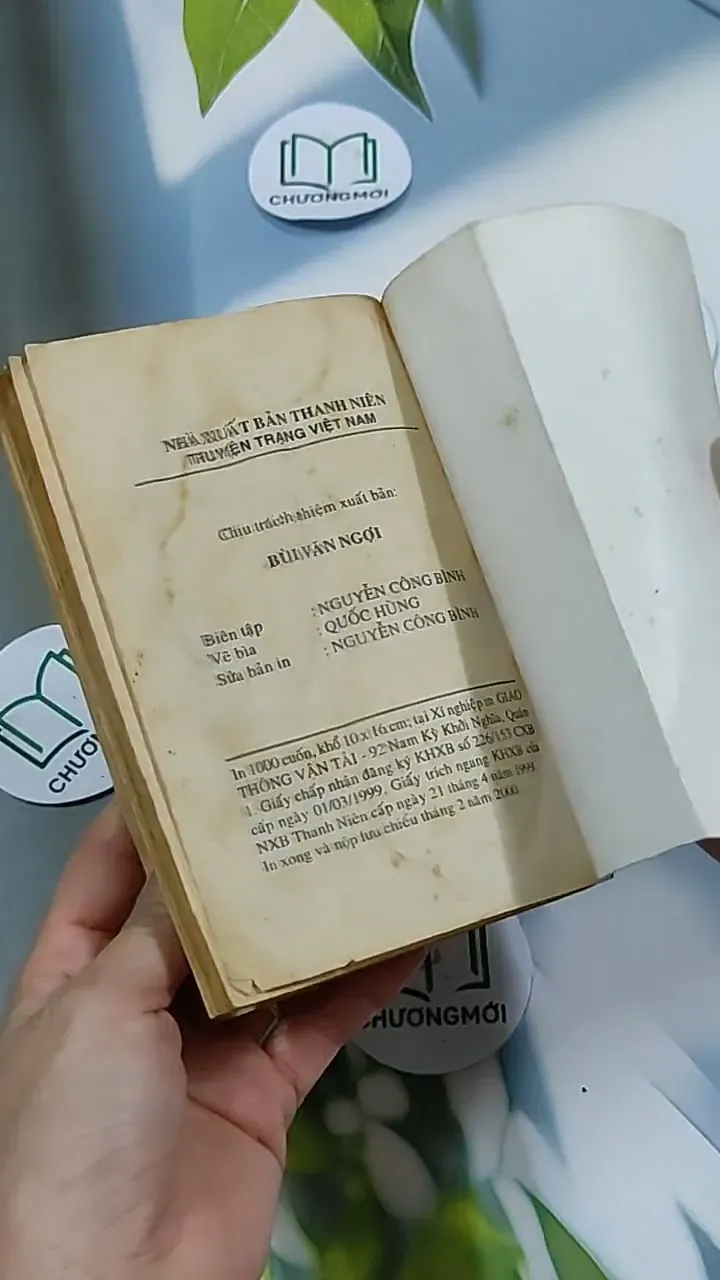 CHƯƠNGMỚI
NHÀ XUẤT BẢN THANH NIÊN
TRUYỆN TRẠNG VIỆT NAM
Chịu trách nhiệm xuất bản:
BÙI VĂN NGỢI
Biên tập : NGUYỄN CÔNG BÌNH
Vẽ bìa : QUỐC HÙNG
Sửa bản in : NGUYỄN CÔNG BÌNH
In 1000 cuốn, khổ 10 x 16 cm; tại Xí nghiệp in GIAO
THÔNG VẬN TẢI - 92 Nam Kỳ Khởi Nghĩa, Quận
1. Giấy chấp nhận đăng ký KHXB số 226/153 CXB
cấp ngày 01/03/1999. Giấy trích ngang KHXB của
NXB Thanh Niên cấp ngày 21 tháng 4 năm 1999.
In xong và nộp lưu chiểu tháng 2 năm 2000.
CHƯƠN
HƯƠNGMỚI